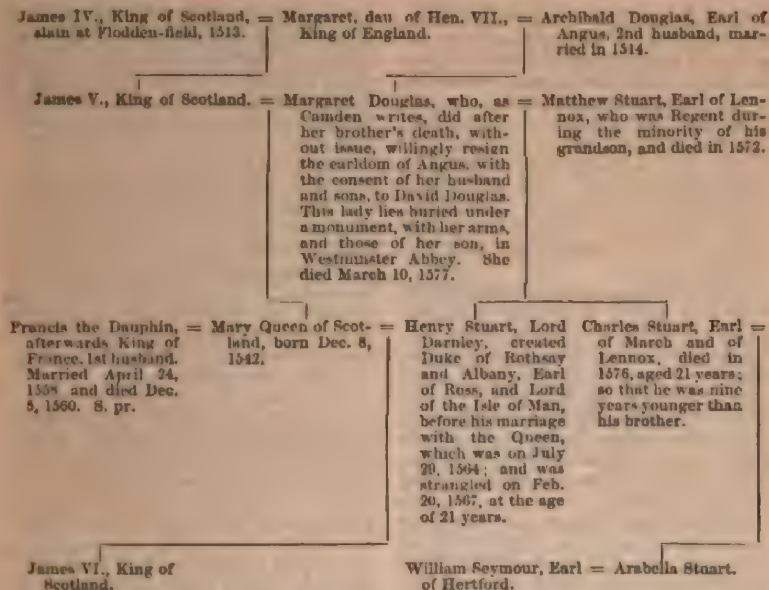 James IV., King of Scotland,
slain at Flodden-field, 1513.
=
Margaret, dau of Hen. VII.,
King of England.
=
Archibald Douglas, Earl of
Angus, 2nd husband, mar-
ried in 1514.
James V., King of Scotland.
=
Margaret Douglas, who, as
Camden writes, did after
her brother's death, with-
out issue, willingly resign
the earldom of Angus, with
the consent of her husband
and sons, to David Douglas.
This lady lies buried under
a monument, with her arms,
and those of her son, in
Westminster Abbey. She
died March 10, 1577.
=
Matthew Stuart, Earl of Len-
nox, who was Regent dur-
ing the minority of his
grandson, and died in 1572.
Francis the Dauphin,
afterwards King of
France, 1st husband.
Married April 24,
1558 and died Dec.
5, 1560. S. pr.
=
Mary Queen of Scot-
land, born Dec. 8,
1542.
=
Henry Stuart, Lord
Darnley, created
Duke of Rothsay
and Albany, Earl
of Ross, and Lord
of the Isle of Man,
before his marriage
with the Queen,
which was on July
29, 1564; and was
strangled on Feb.
20, 1567, at the age
of 21 years.
Charles Stuart, Earl
of March and of
Lennox, died in
1576, aged 21 years;
so that he was nine
years younger than
his brother.
=
James VI., King of
Scotland.
William Seymour, Earl
of Hertford.
=
Arabella Stuart.